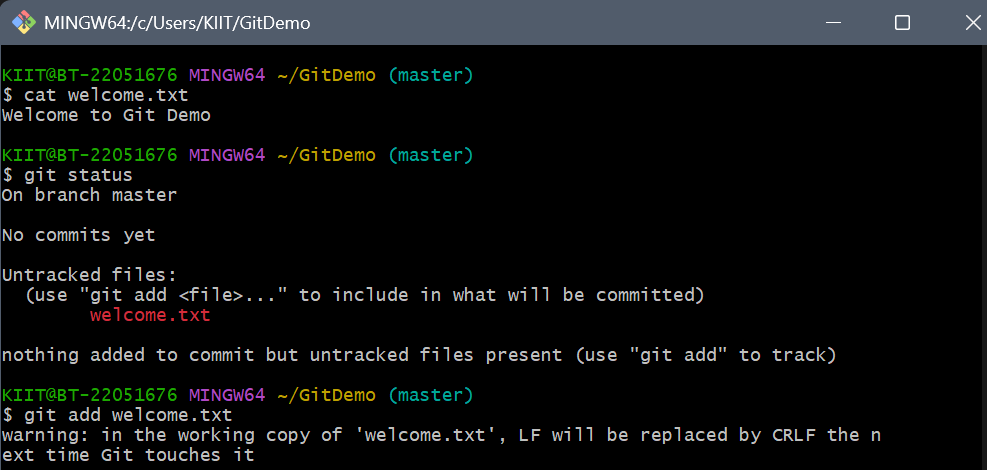 MINGW64:/c/Users/KIIT/GitDemo
KIIT@BT-22051676 MINGW64 ~/GitDemo (master)
$ cat welcome.txt
Welcome to Git Demo
KIIT@BT-22051676 MINGW64 ~/GitDemo (master)
$ git status
On branch master
No commits yet
Untracked files:
  (use "git add <file>..." to include in what will be committed)
        welcome.txt
nothing added to commit but untracked files present (use "git add" to track)
KIIT@BT-22051676 MINGW64 ~/GitDemo (master)
$ git add welcome.txt
warning: in the working copy of 'welcome.txt', LF will be replaced by CRLF the n
ext time Git touches it